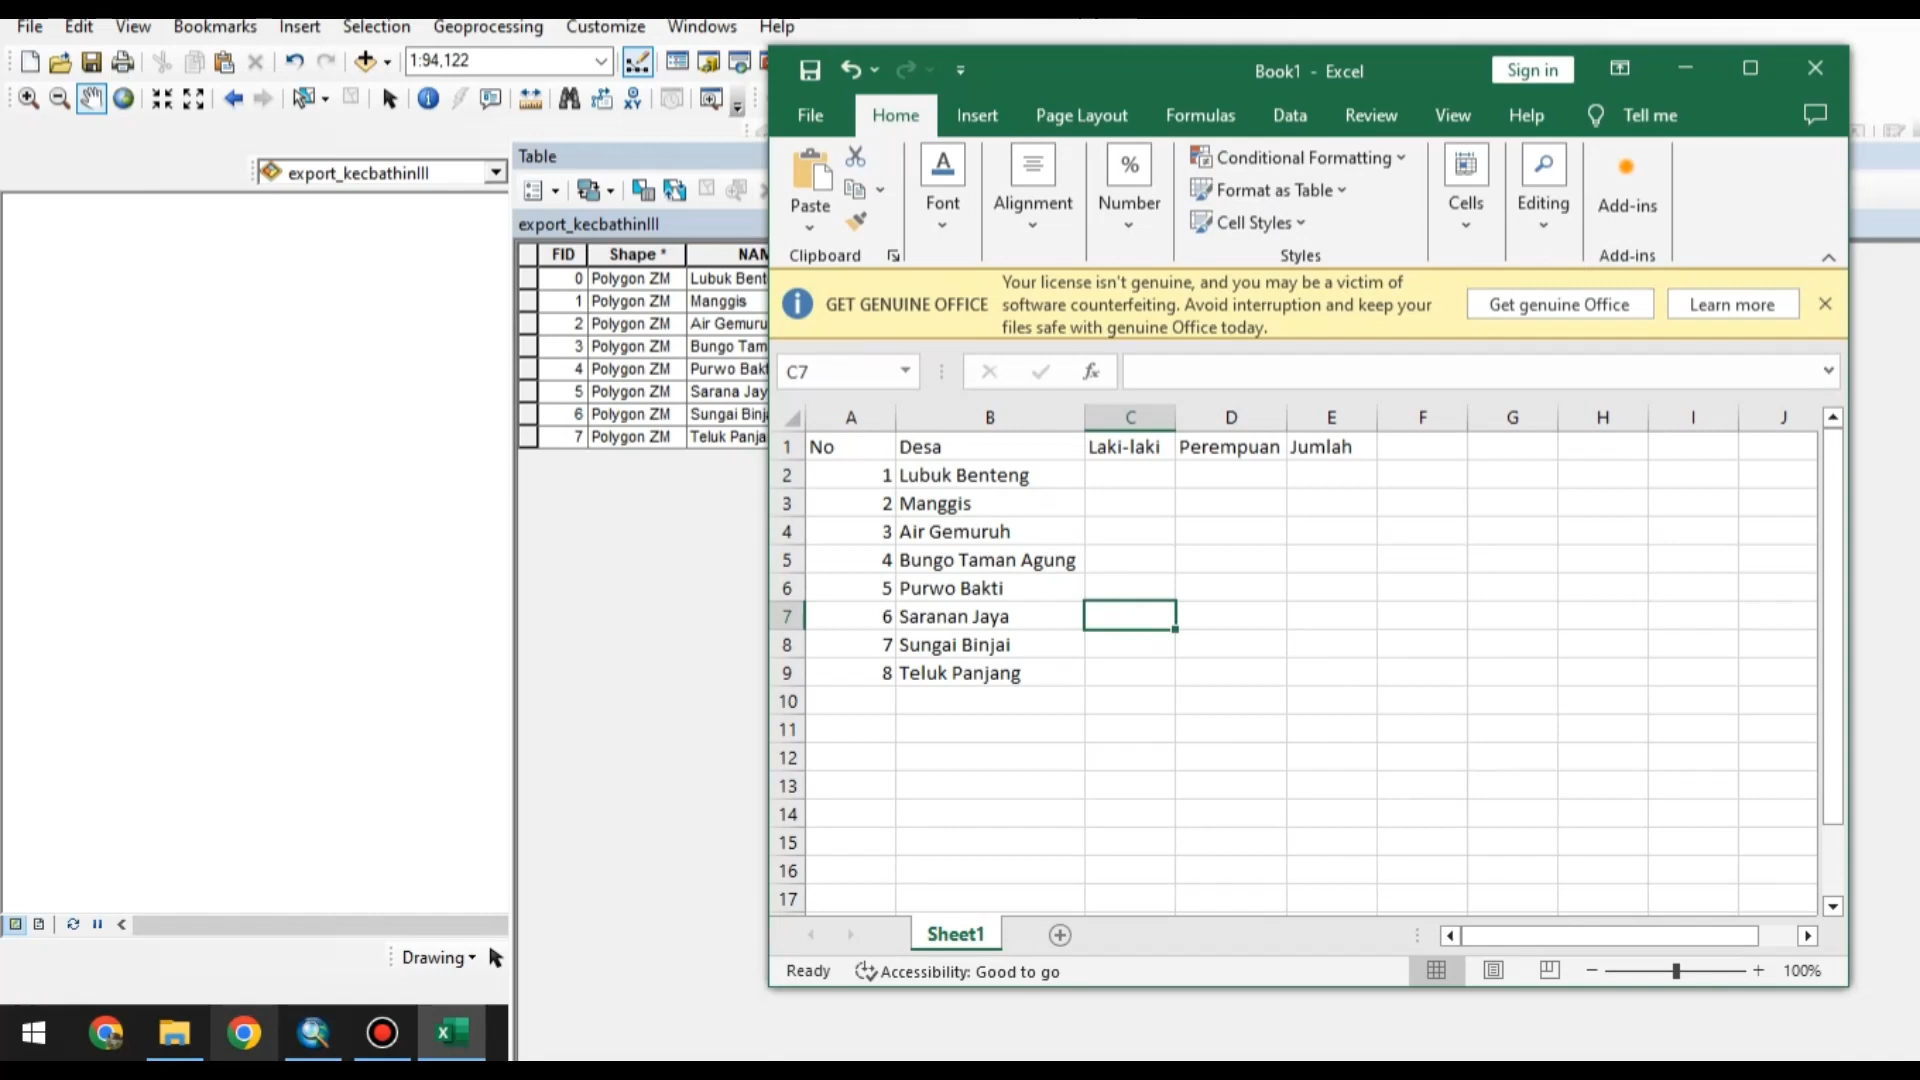 File Edit View Bookmarks Insert Selection Geoprocessing Customize Windows Help
1:94,122
export_kecbathinIII
Table
export_kecbathinIII
FID Shape *
0 Polygon ZM Lubuk Bent
1 Polygon ZM Manggis
2 Polygon ZM Air Gemuru
3 Polygon ZM Bungo Tam
4 Polygon ZM Purwo Bakt
5 Polygon ZM Sarana Jay
6 Polygon ZM Sungai Binj
7 Polygon ZM Teluk Panja
Drawing
Book1 - Excel
Sign in
File Home Insert Page Layout Formulas Data Review View Help Tell me
Paste
Clipboard
Font
Alignment
%
Number
Conditional Formatting
Format as Table
Cell Styles
Styles
Cells
Editing
Add-ins
Add-ins
GET GENUINE OFFICE
Your license isn't genuine, and you may be a victim of
software counterfeiting. Avoid interruption and keep your
files safe with genuine Office today.
Get genuine Office
Learn more
C7
fx
A B C D E F G H I J
1 No Desa Laki-laki Perempuan Jumlah
2 1 Lubuk Benteng
3 2 Manggis
4 3 Air Gemuruh
5 4 Bungo Taman Agung
6 5 Purwo Bakti
7 6 Saranan Jaya
8 7 Sungai Binjai
9 8 Teluk Panjang
10
11
12
13
14
15
16
17
Sheet1
Ready Accessibility: Good to go
100%